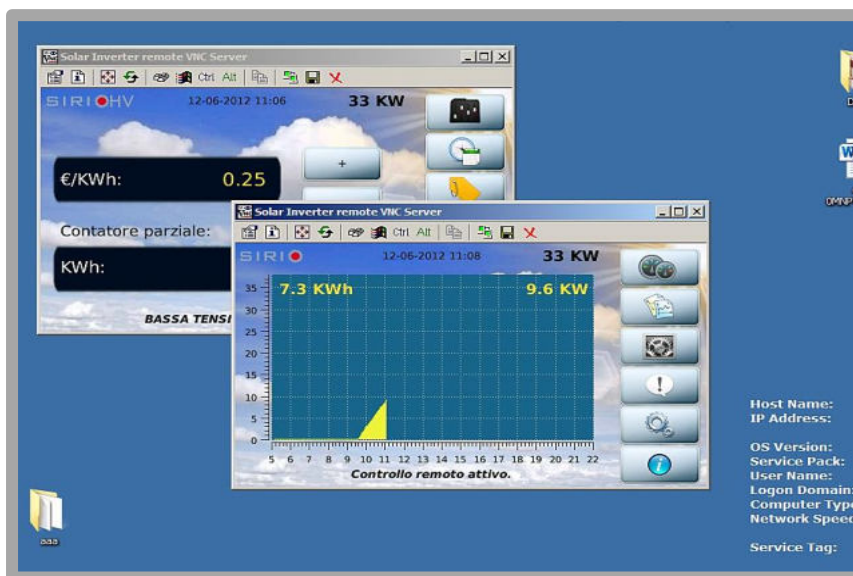 Solar Inverter remote VNC Server
Ctrl Alt
SIRIO HV 12-06-2012 11:06 33 KW
€/KWh: 0.25
+
Contatore parziale:
KWh:
BASSA TENSI
Solar Inverter remote VNC Server
Ctrl Alt
SIRIO 12-06-2012 11:08 33 KW
7.3 KWh 9.6 KW
35
30
25
20
15
10
5
0
5 6 7 8 9 10 11 12 13 14 15 16 17 18 19 20 21 22
Controllo remoto attivo.
aaa
W
OMNP
Host Name:
IP Address:
OS Version:
Service Pack:
User Name:
Logon Domain:
Computer Type
Network Speed
Service Tag: